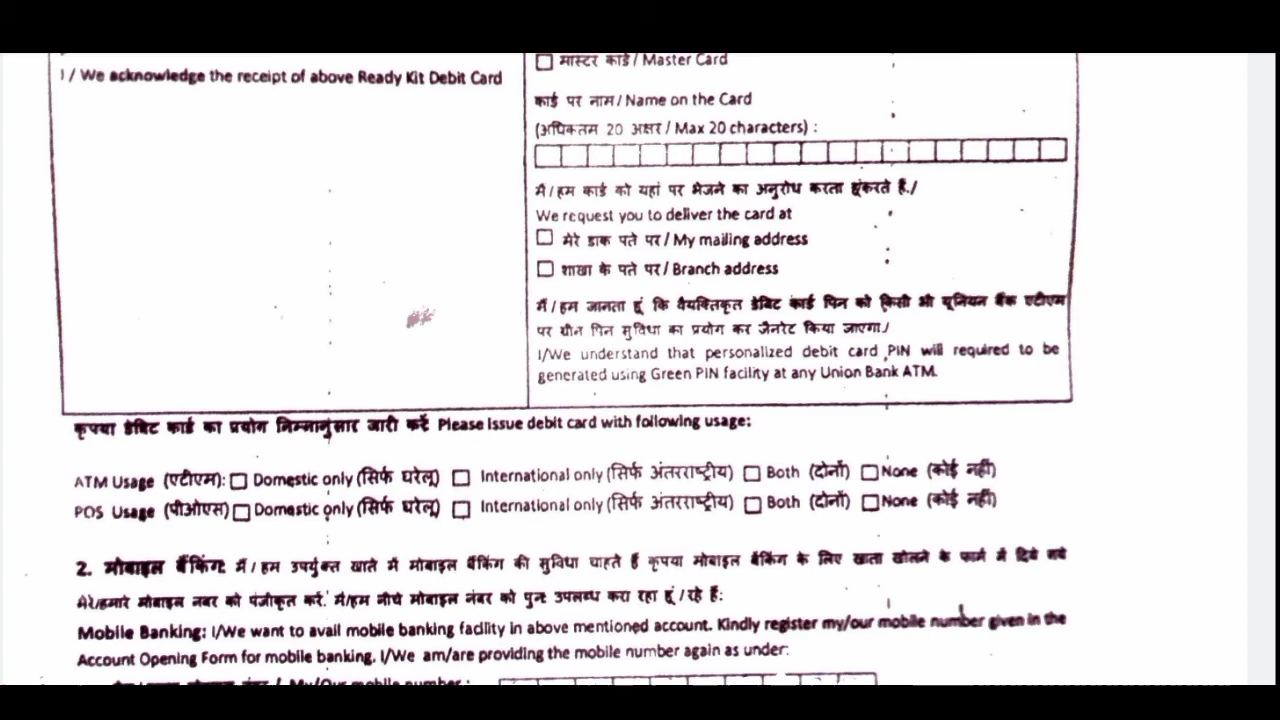 I / We acknowledge the receipt of above Ready Kit Debit Card
मास्टर कार्ड / Master Card
कार्ड पर नाम / Name on the Card
(अधिकतम 20 अक्षर / Max 20 characters) :
मैं / हम कार्ड को यहां पर भेजने का अनुरोध करता हूं/करते हैं./
We request you to deliver the card at
मेरे डाक पते पर / My mailing address
शाखा के पते पर / Branch address
मैं / हम जानता हूं कि वैयक्तिकृत डेबिट कार्ड पिन को किसी भी यूनियन बैंक एटीएम
पर ग्रीन पिन सुविधा का प्रयोग कर जेनरेट किया जाएगा./
I/We understand that personalized debit card PIN will required to be
generated using Green PIN facility at any Union Bank ATM.
कृपया डेबिट कार्ड का प्रयोग निम्नानुसार जारी करें Please issue debit card with following usage:
ATM Usage (एटीएम): Domestic only (सिर्फ घरेलू) International only (सिर्फ अंतरराष्ट्रीय) Both (दोनों) None (कोई नहीं)
POS Usage (पीओएस) Domestic only (सिर्फ घरेलू) International only (सिर्फ अंतरराष्ट्रीय) Both (दोनों) None (कोई नहीं)
2. मोबाइल बैंकिंग: मैं / हम उपर्युक्त खाते में मोबाइल बैंकिंग की सुविधा चाहते हैं कृपया मोबाइल बैंकिंग के लिए खाता खोलने के फार्म में दिये गये
मेरे/हमारे मोबाइल नंबर को पंजीकृत करें. मैं/हम नीचे मोबाइल नंबर को पुन: उपलब्ध करा रहा हूं / रहे हैं:
Mobile Banking: I/We want to avail mobile banking facility in above mentioned account. Kindly register my/our mobile number given in the
Account Opening Form for mobile banking. I/We am/are providing the mobile number again as under:
My/Our mobile number :